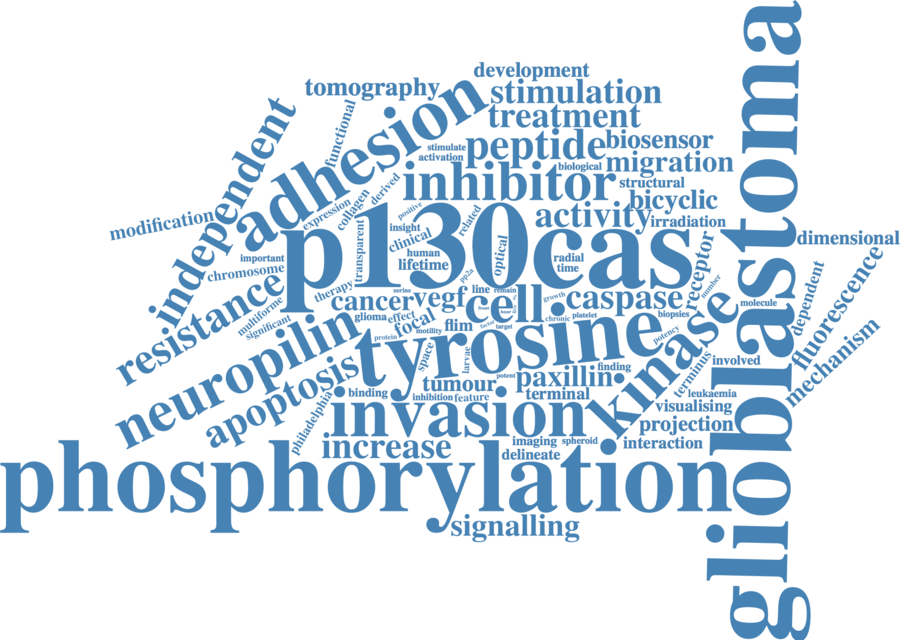 development
tomography
stimulation
adhesion
treatment
functional
independent
peptide
biosensor
stimulate
activation
migration
biological
inhibitor
structural
derived
bicyclic
collagen
expression
positive
related
activity
irradiation
modification
p130cas
insight
clinical
human
lifetime
optical
transparent
radial
time
dimensional
glioblastoma
important
chromosome
resistance
therapy
pp2a
receptor
number
dependent
fluorescence
mechanism
multiforme
significant
serine
line
remain
cancer
vegf
cell
growth
caspase
molecule
glioma
effect
focal
protein
motility
flim
factor
target
chronic
platelet
biopsies
potency
neuropilin
tyrosine
kinase
space
larvae
apoptosis
tumour
potent
paxillin
finding
involved
terminus
binding
inhibition
feature
terminal
leukaemia
visualising
philadelphia
invasion
projection
increase
imaging
spheroid
interaction
delineate
phosphorylation
signalling